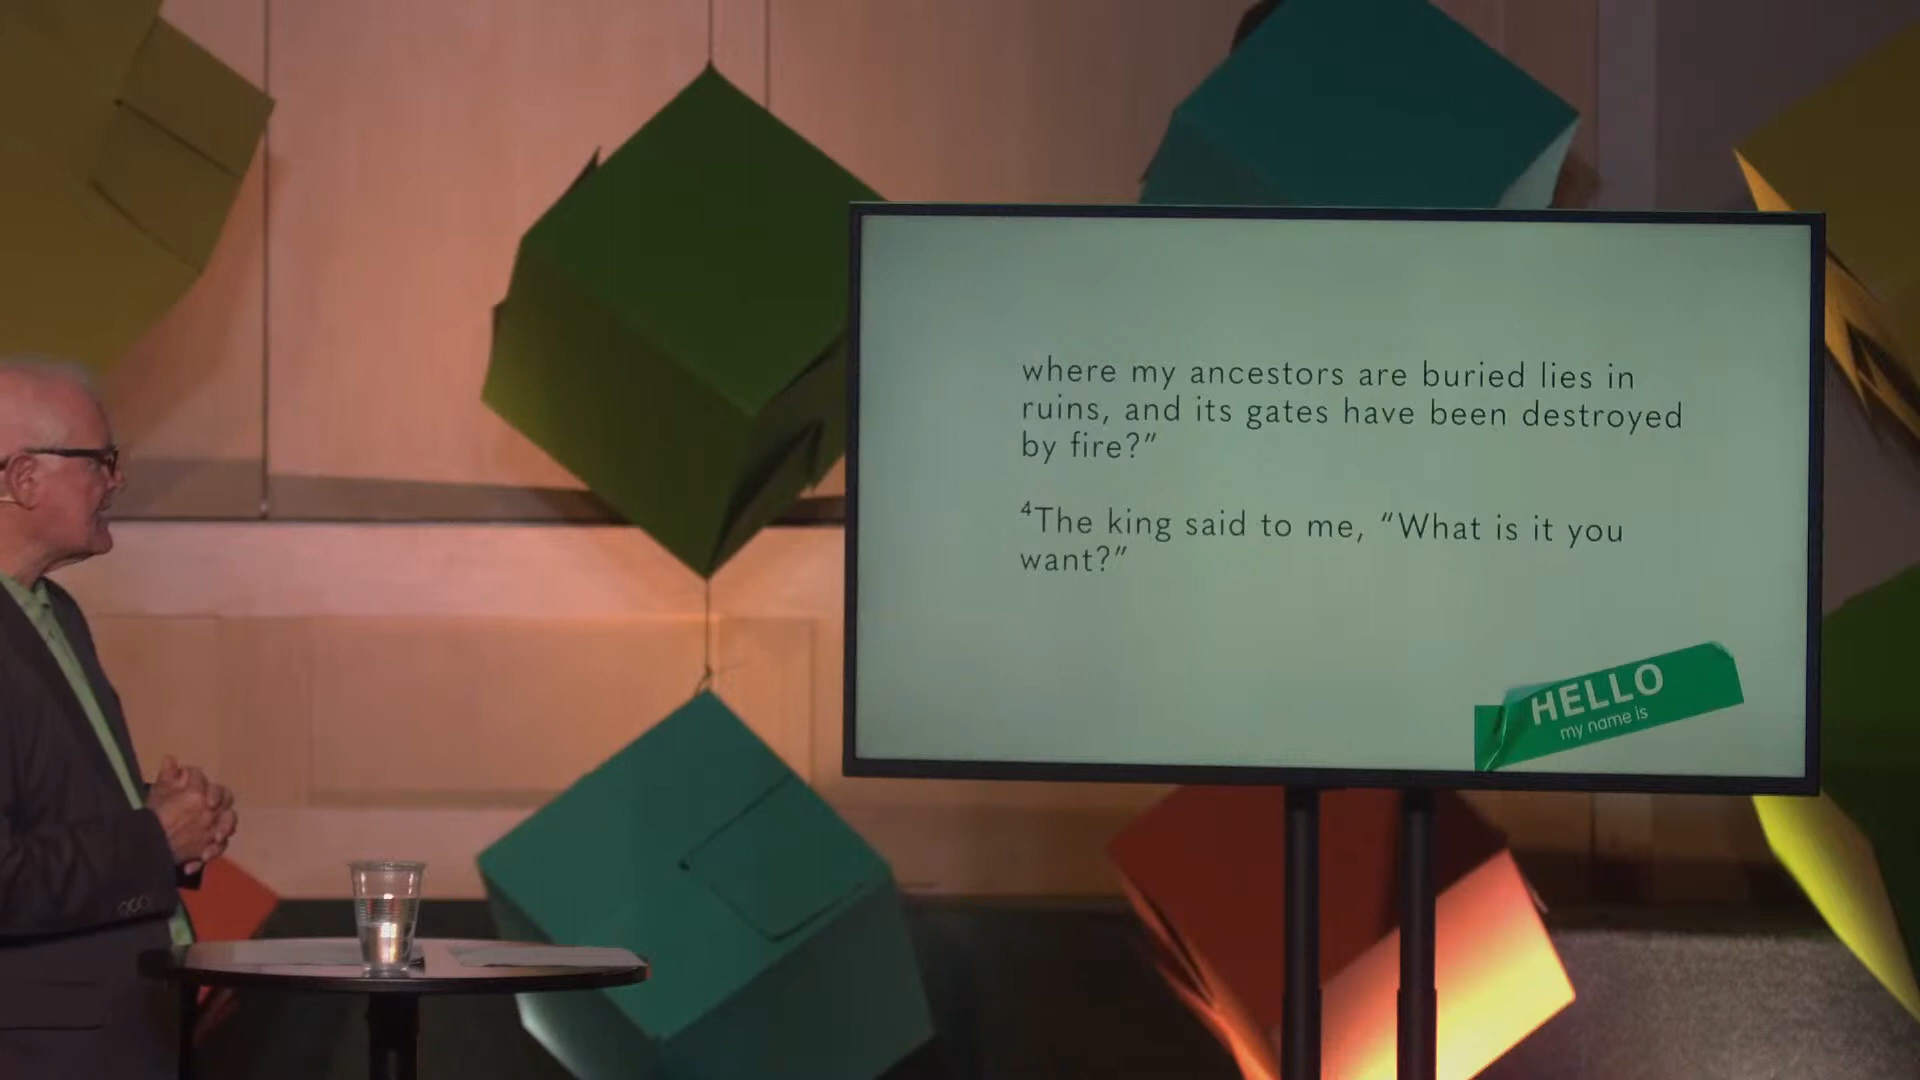 where my ancestors are buried lies in
ruins, and its gates have been destroyed
by fire?”
⁴The king said to me, “What is it you
want?”
HELLO
my name is